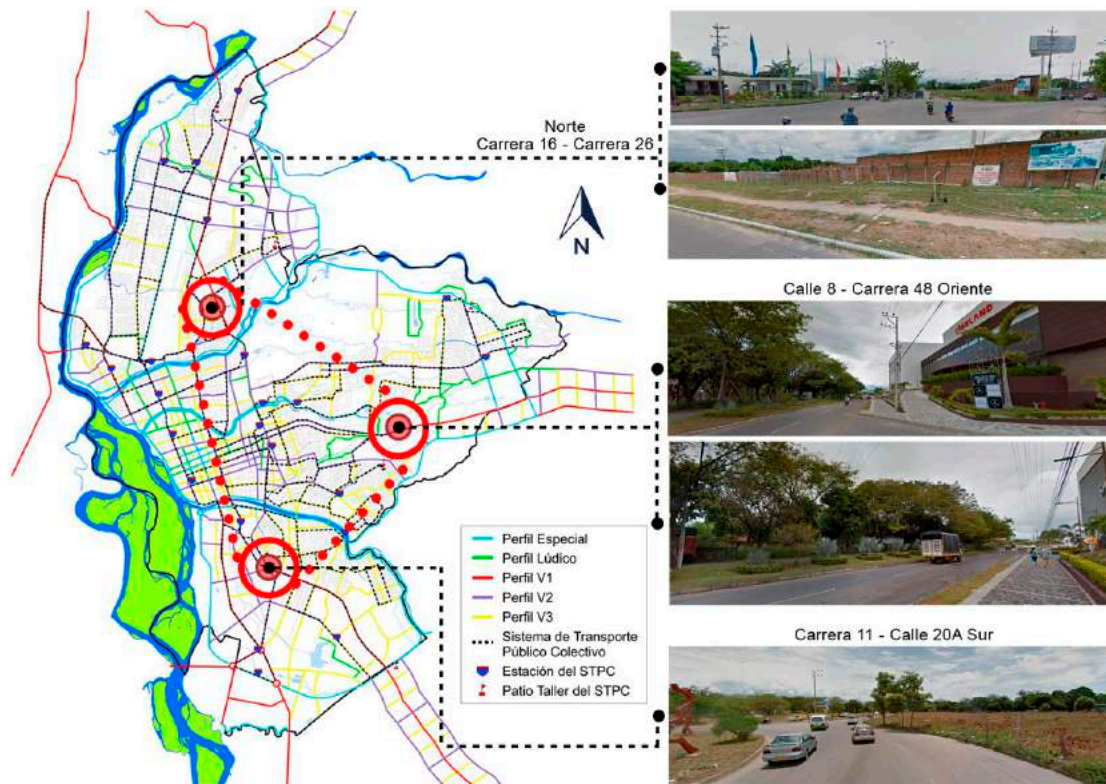 Norte
Carrera 16 - Carrera 26
N
Calle 8 - Carrera 48 Oriente
Perfil Especial
Perfil Lúdico
Perfil V1
Perfil V2
Perfil V3
Sistema de Transporte
Público Colectivo
Estación del STPC
Patio Taller del STPC
Carrera 11 - Calle 20A Sur